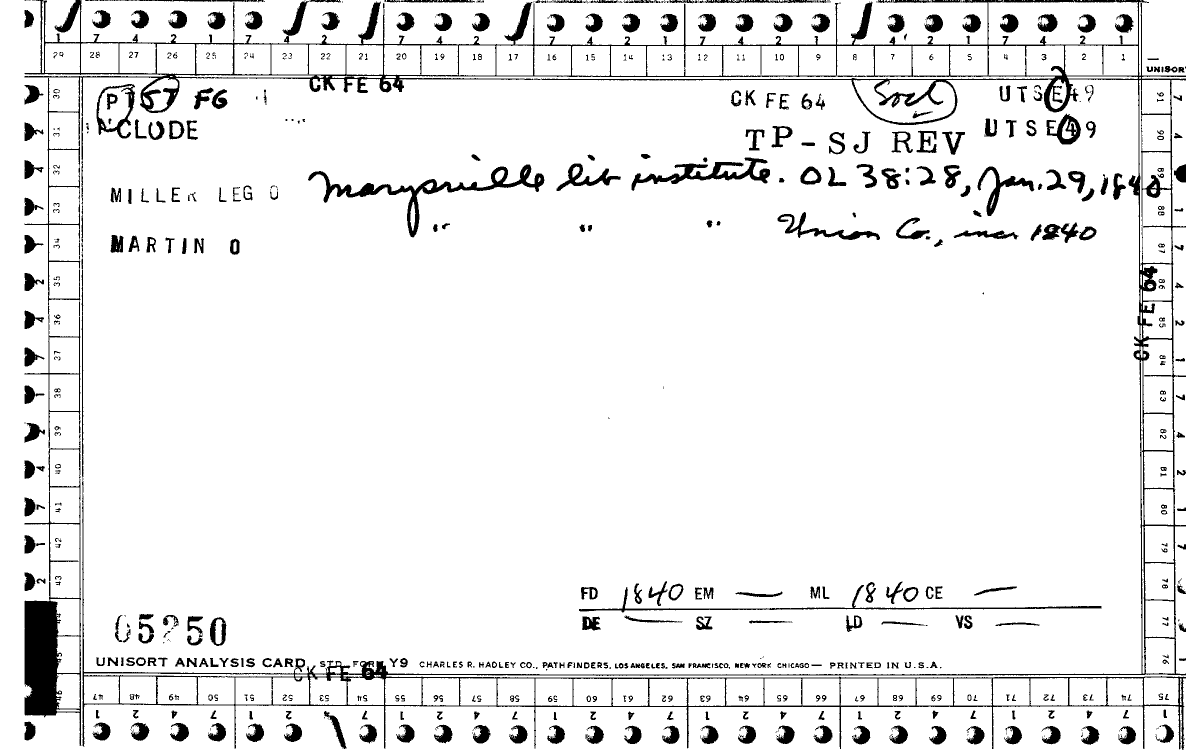 1 7 4 2 1 7 4 2 1 7 4 2 1 7 4 2 1 7 4 2 1 7 4 2 1 7 4 2 1
29 28 27 26 25 24 23 22 21 20 19 18 17 16 15 14 13 12 11 10 9 8 7 6 5 4 3 2 1
UNISORT
CK FE 64
P 57 FG
CK FE 64
UTSE49
CLUDE
TP-SJ REV
UTSE49
MILLER LEG O
Marysville lib institute. OL 38:28, Jan. 29, 1840
MARTIN O
" " " Union Co., incr 1840
CK FE 64
30 31 32 33 34 35 36 37 38 39 40 41 42 43 44 45 46
91 90 89 88 87 86 85 84 83 82 81 80 79 78 77 76
FD 1840 EM — ML 1840 CE —
DE — SZ — LD — VS —
05250
UNISORT ANALYSIS CARD, STD. FORM Y9 CHARLES R. HADLEY CO., PATHFINDERS, LOS ANGELES, SAN FRANCISCO, NEW YORK CHICAGO — PRINTED IN U.S.A.
CK FE 64
47 48 49 50 51 52 53 54 55 56 57 58 59 60 61 62 63 64 65 66 67 68 69 70 71 72 73 74 75
1 2 4 7 1 2 4 7 1 2 4 7 1 2 4 7 1 2 4 7 1 2 4 7 1 2 4 7 1